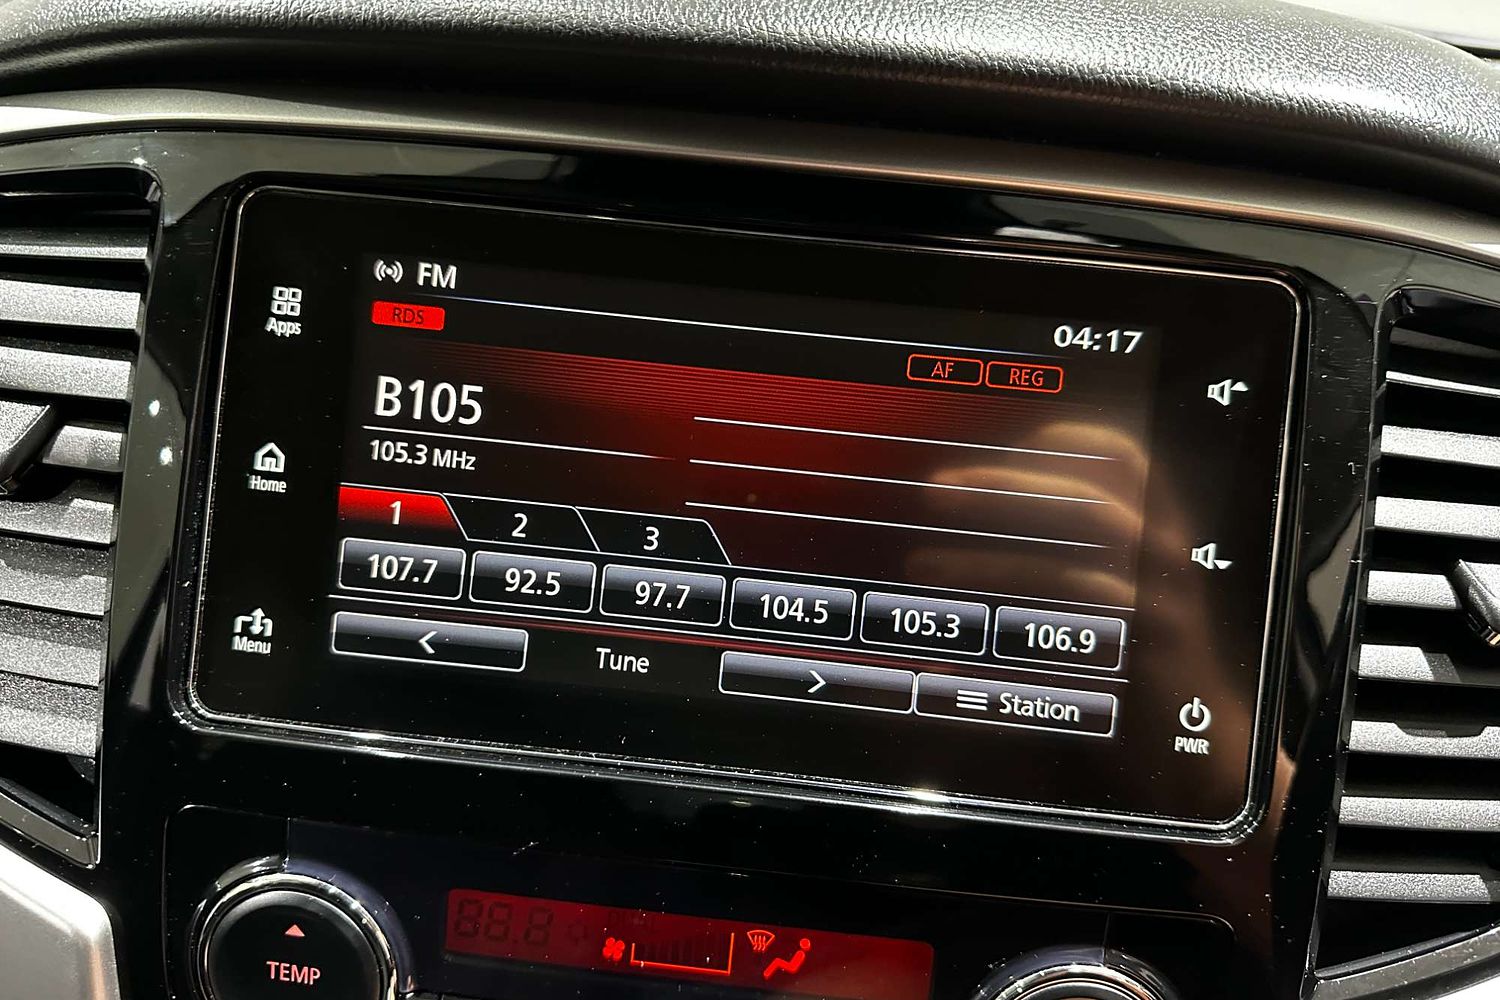 FM
04:17
RDS
AF REG
B105
105.3 MHz
1 2 3
107.7 92.5 97.7 104.5 105.3 106.9
< Tune > Station
Apps
Home
Menu
PWR
TEMP